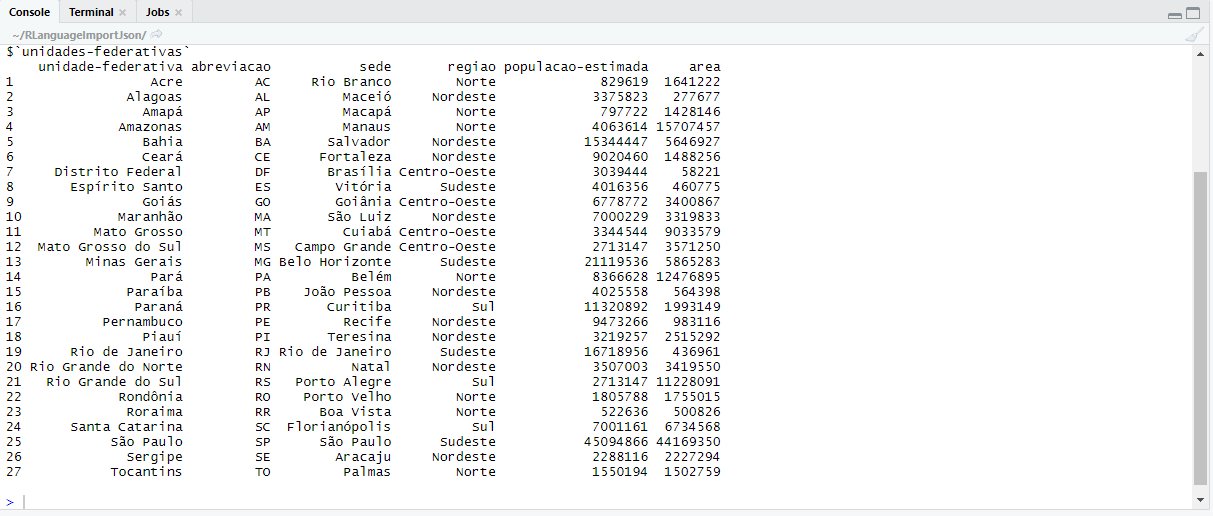 Console Terminal Jobs
~/RLanguageImportJson/
$`unidades-federativas`
unidade-federativa abreviacao sede regiao populacao-estimada area
1 Acre AC Rio Branco Norte 829619 1641222
2 Alagoas AL Maceió Nordeste 3375823 277677
3 Amapá AP Macapá Norte 797722 1428146
4 Amazonas AM Manaus Norte 4063614 15707457
5 Bahia BA Salvador Nordeste 15344447 5646927
6 Ceará CE Fortaleza Nordeste 9020460 1488256
7 Distrito Federal DF Brasília Centro-Oeste 3039444 58221
8 Espírito Santo ES Vitória Sudeste 4016356 460775
9 Goiás GO Goiânia Centro-Oeste 6778772 3400867
10 Maranhão MA São Luiz Nordeste 7000229 3319833
11 Mato Grosso MT Cuiabá Centro-Oeste 3344544 9033579
12 Mato Grosso do Sul MS Campo Grande Centro-Oeste 2713147 3571250
13 Minas Gerais MG Belo Horizonte Sudeste 21119536 5865283
14 Pará PA Belém Norte 8366628 12476895
15 Paraíba PB João Pessoa Nordeste 4025558 564398
16 Paraná PR Curitiba Sul 11320892 1993149
17 Pernambuco PE Recife Nordeste 9473266 983116
18 Piauí PI Teresina Nordeste 3219257 2515292
19 Rio de Janeiro RJ Rio de Janeiro Sudeste 16718956 436961
20 Rio Grande do Norte RN Natal Nordeste 3507003 3419550
21 Rio Grande do Sul RS Porto Alegre Sul 2713147 11228091
22 Rondônia RO Porto Velho Norte 1805788 1755015
23 Roraima RR Boa Vista Norte 522636 500826
24 Santa Catarina SC Florianópolis Sul 7001161 6734568
25 São Paulo SP São Paulo Sudeste 45094866 44169350
26 Sergipe SE Aracaju Nordeste 2288116 2227294
27 Tocantins TO Palmas Norte 1550194 1502759
>